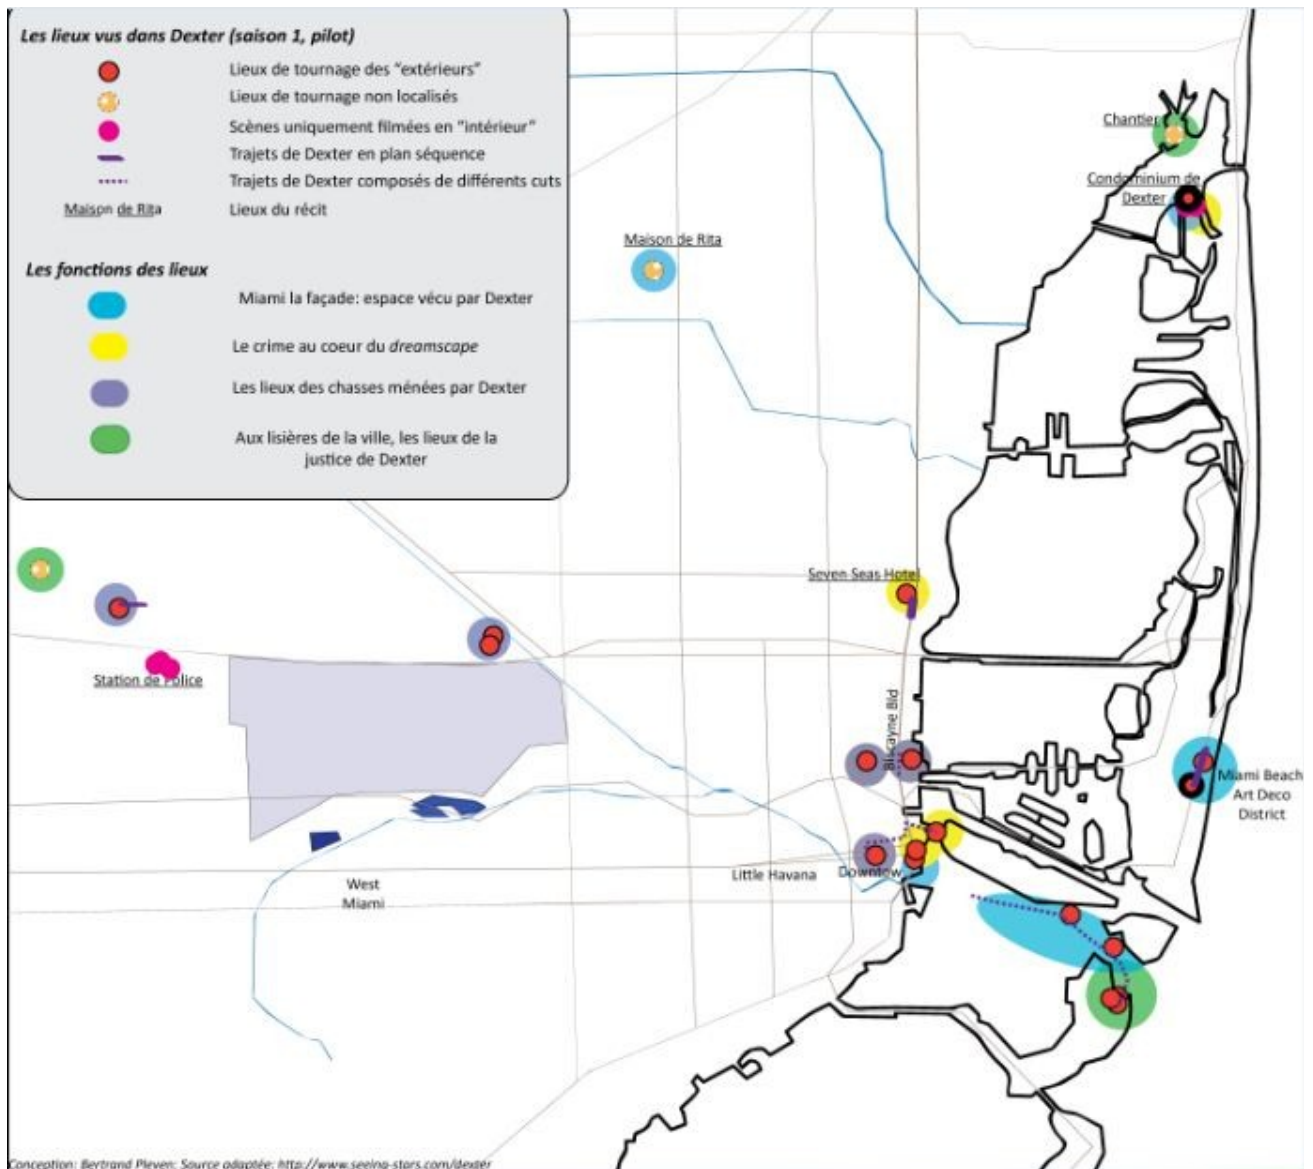 Les lieux vus dans Dexter (saison 1, pilot)
Lieux de tournage des "extérieurs"
Lieux de tournage non localisés
Scènes uniquement filmées en "intérieur"
Trajets de Dexter en plan séquence
Trajets de Dexter composés de différents cuts
Maison de Rita
Lieux du récit
Les fonctions des lieux
Miami la façade: espace vécu par Dexter
Le crime au coeur du dreamscape
Les lieux des chasses ménées par Dexter
Aux lisières de la ville, les lieux de la
justice de Dexter
Chantier
Condominium de
Dexter
Maison de Rita
Seven Seas Hotel
Station de Police
Biscayne Bld
Miami Beach
Art Deco
District
Little Havana
Downtow
West
Miami
Conception: Bertrand Pleven; Source adaptée: http://www.seeing-stars.com/dexter